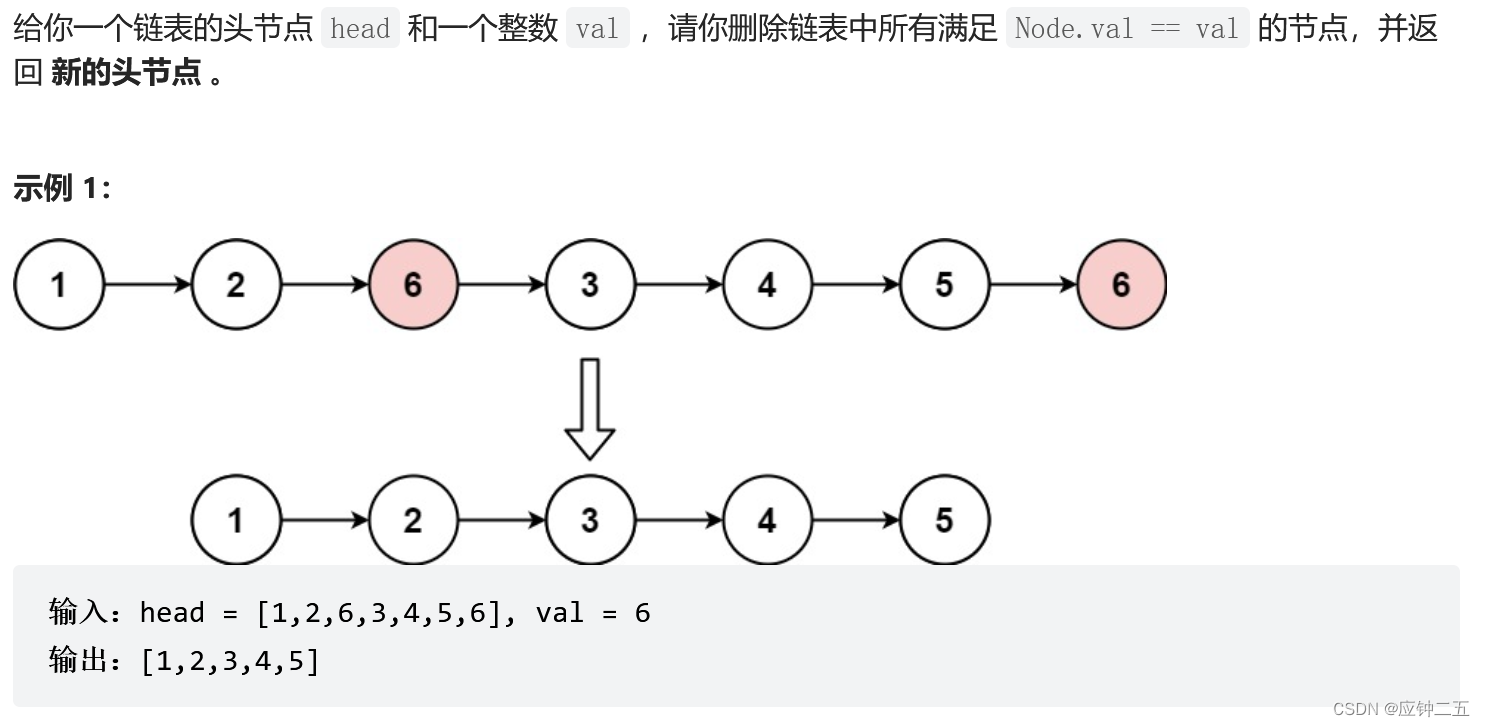 给你一个链表的头节点 head 和一个整数 val ，请你删除链表中所有满足 Node.val == val 的节点，并返
回 新的头节点 。
示例 1：
1 2 6 3 4 5 6
1 2 3 4 5
输入：head = [1,2,6,3,4,5,6], val = 6
输出：[1,2,3,4,5]
CSDN @应钟二五